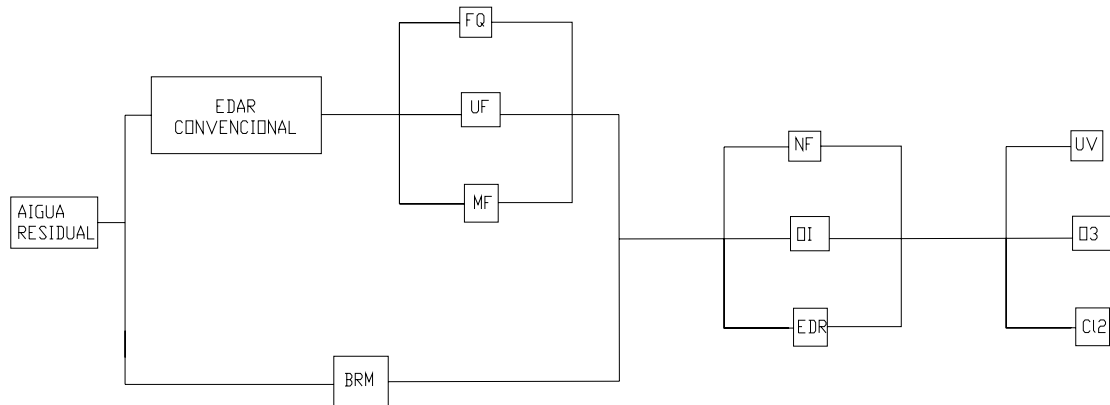 FQ
EDAR
CONVENCIONAL
UF
MF
AIGUA
RESIDUAL
BRM
NF
OI
EDR
UV
O3
Cl2